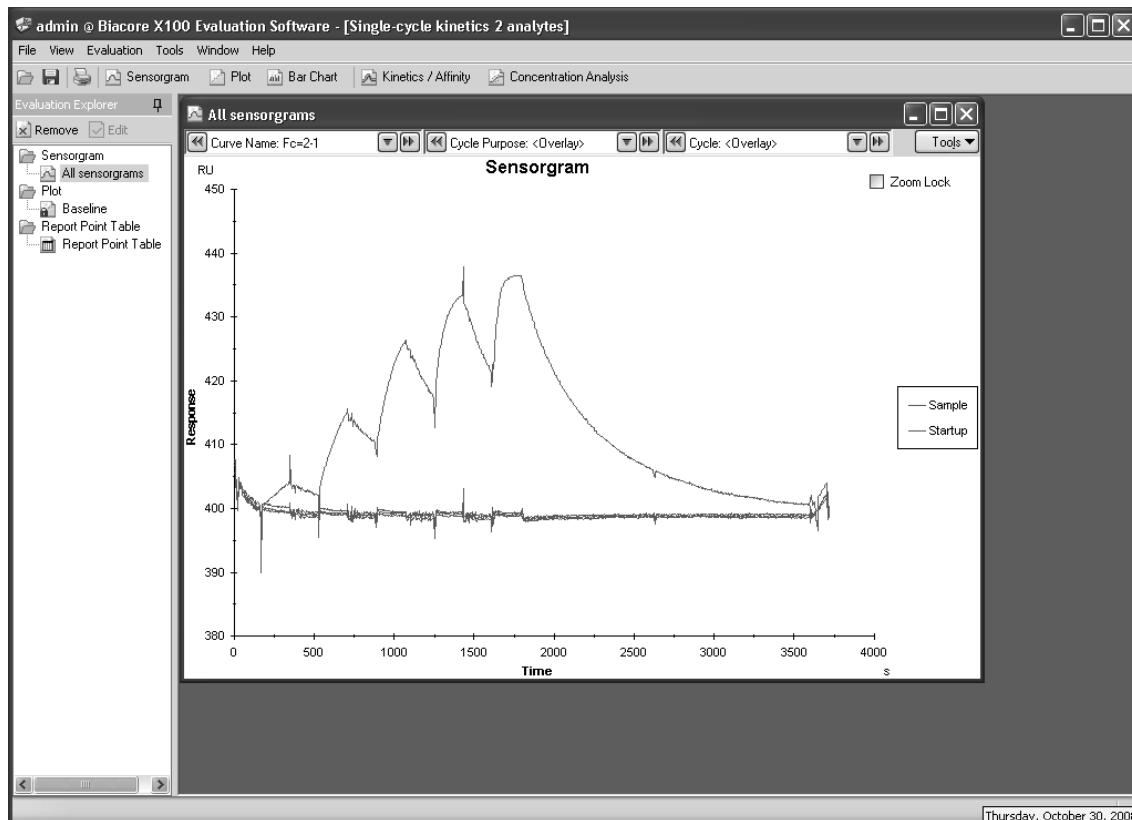 admin @ Biacore X100 Evaluation Software - [Single-cycle kinetics 2 analytes]
File View Evaluation Tools Window Help
Sensorgram Plot Bar Chart Kinetics / Affinity Concentration Analysis
Evaluation Explorer
Remove Edit
Sensorgram
All sensorgrams
Plot
Baseline
Report Point Table
Report Point Table
All sensorgrams
Curve Name: Fc=2-1 Cycle Purpose: <Overlay> Cycle: <Overlay> Tools
Sensorgram
RU
Zoom Lock
450
440
430
420
410
400
390
380
Response
Sample
Startup
0 500 1000 1500 2000 2500 3000 3500 4000
Time
s
Thursday, October 30, 2008